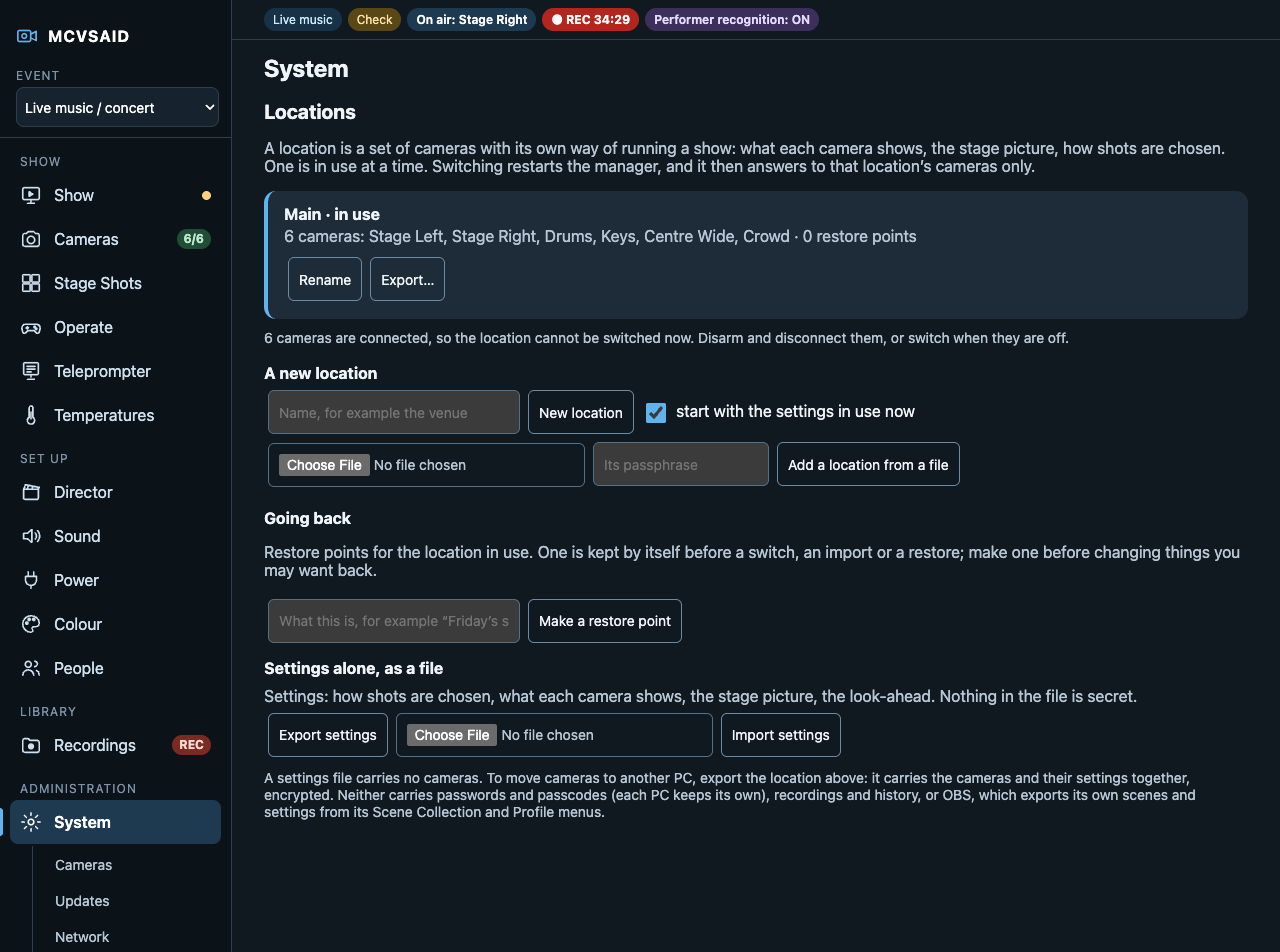 MCVSAID
EVENT
Live music / concert
SHOW
Show
Cameras
6/6
Stage Shots
Operate
Teleprompter
Temperatures
SET UP
Director
Sound
Power
Colour
People
LIBRARY
Recordings
REC
ADMINISTRATION
System
Cameras
Updates
Network
Live music
Check
On air: Stage Right
REC 34:29
Performer recognition: ON
System
Locations
A location is a set of cameras with its own way of running a show: what each camera shows, the stage picture, how shots are chosen.
One is in use at a time. Switching restarts the manager, and it then answers to that location’s cameras only.
Main · in use
6 cameras: Stage Left, Stage Right, Drums, Keys, Centre Wide, Crowd · 0 restore points
Rename
Export...
6 cameras are connected, so the location cannot be switched now. Disarm and disconnect them, or switch when they are off.
A new location
Name, for example the venue
New location
start with the settings in use now
Choose File No file chosen
Its passphrase
Add a location from a file
Going back
Restore points for the location in use. One is kept by itself before a switch, an import or a restore; make one before changing things you
may want back.
What this is, for example “Friday’s s
Make a restore point
Settings alone, as a file
Settings: how shots are chosen, what each camera shows, the stage picture, the look-ahead. Nothing in the file is secret.
Export settings
Choose File No file chosen
Import settings
A settings file carries no cameras. To move cameras to another PC, export the location above: it carries the cameras and their settings together,
encrypted. Neither carries passwords and passcodes (each PC keeps its own), recordings and history, or OBS, which exports its own scenes and
settings from its Scene Collection and Profile menus.